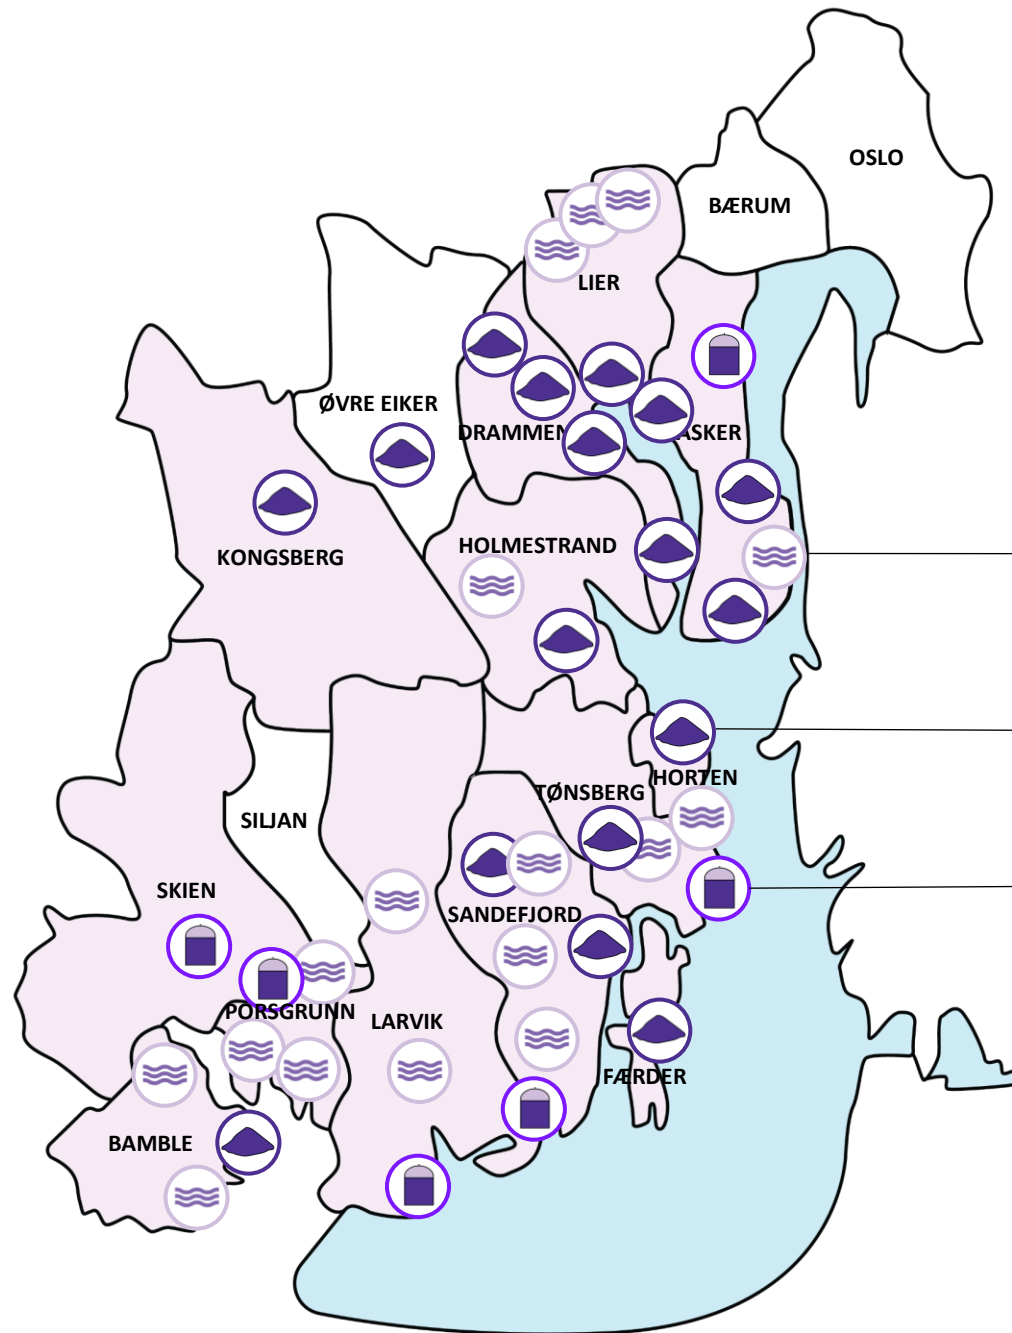 OSLO
BÆRUM
LIER
ØVRE EIKER
DRAMMEN
ASKER
HOLMESTRAND
KONGSBERG
HORTEN
TØNSBERG
SILJAN
SKIEN
SANDEFJORD
PORSGRUNN
LARVIK
FÆRDER
BAMBLE